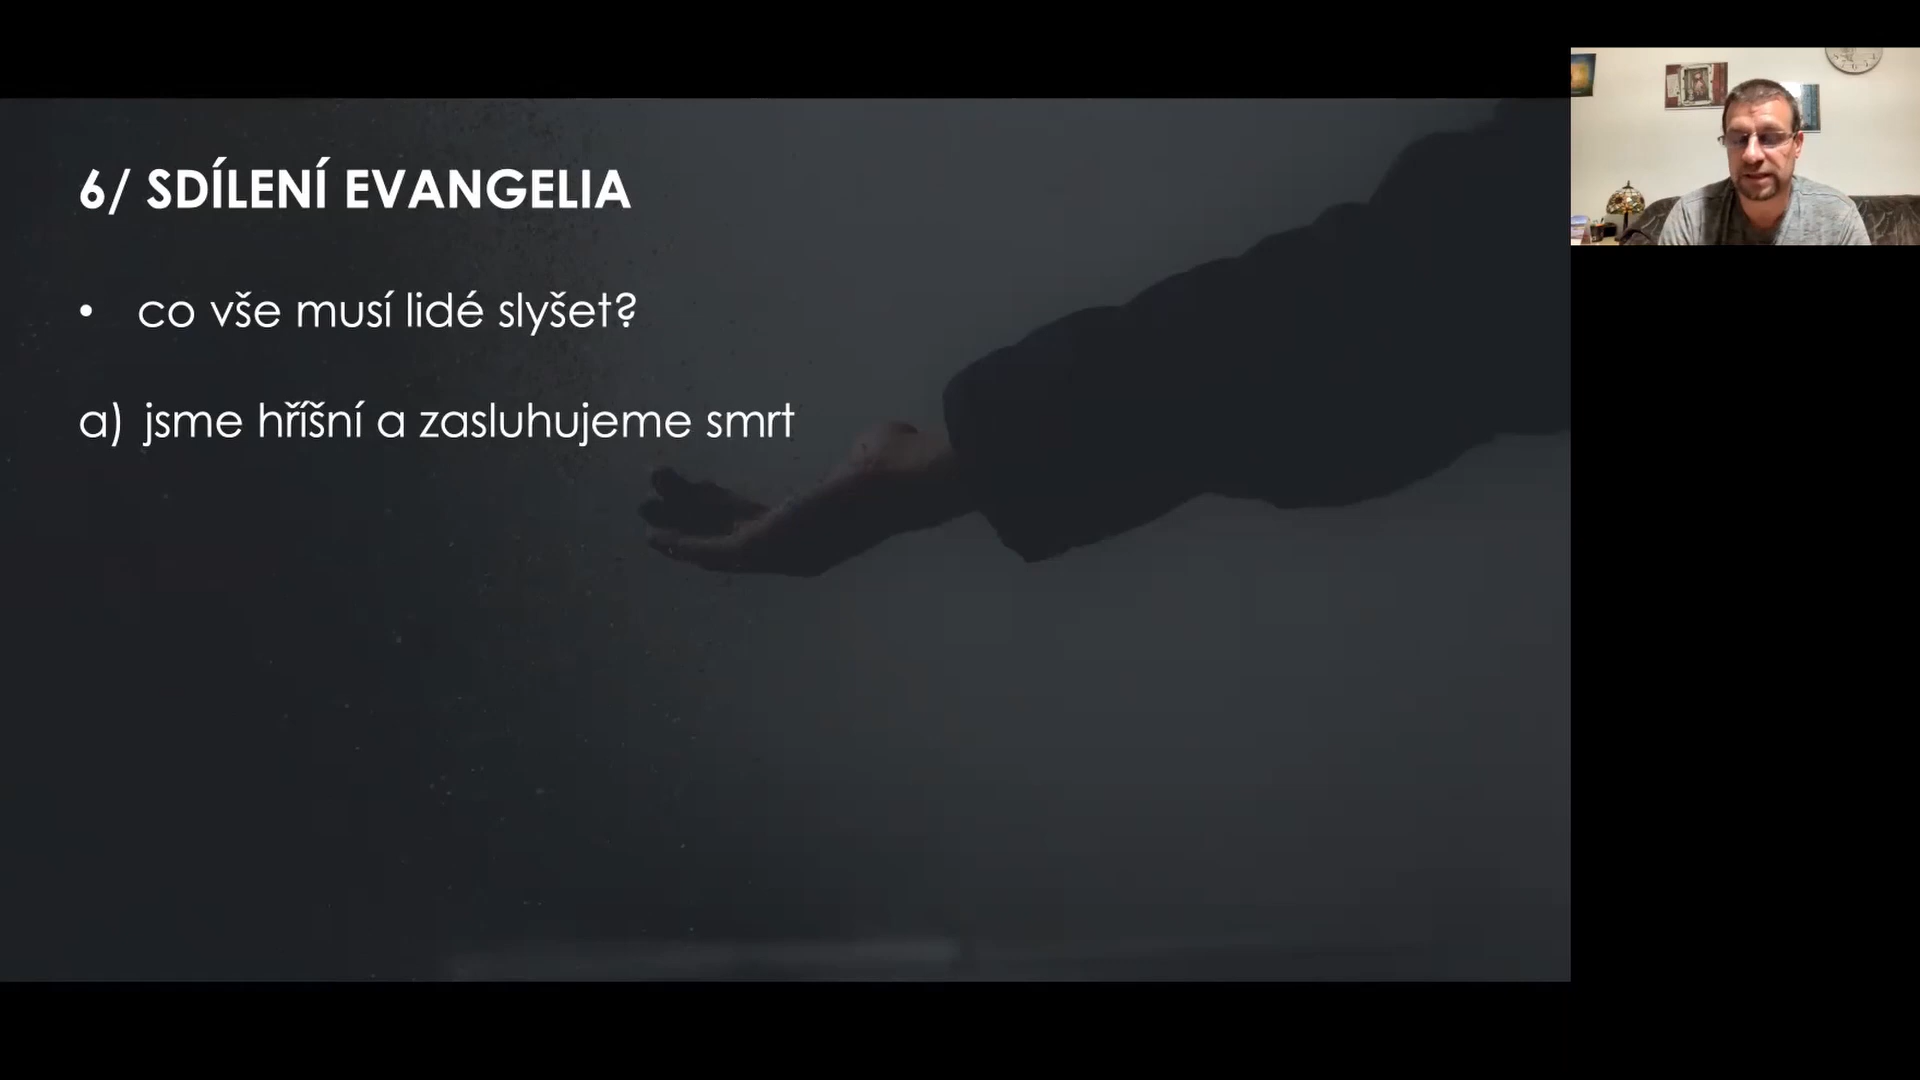 6/ SDÍLENÍ EVANGELIA
• co vše musí lidé slyšet?
a) jsme hříšní a zasluhujeme smrt